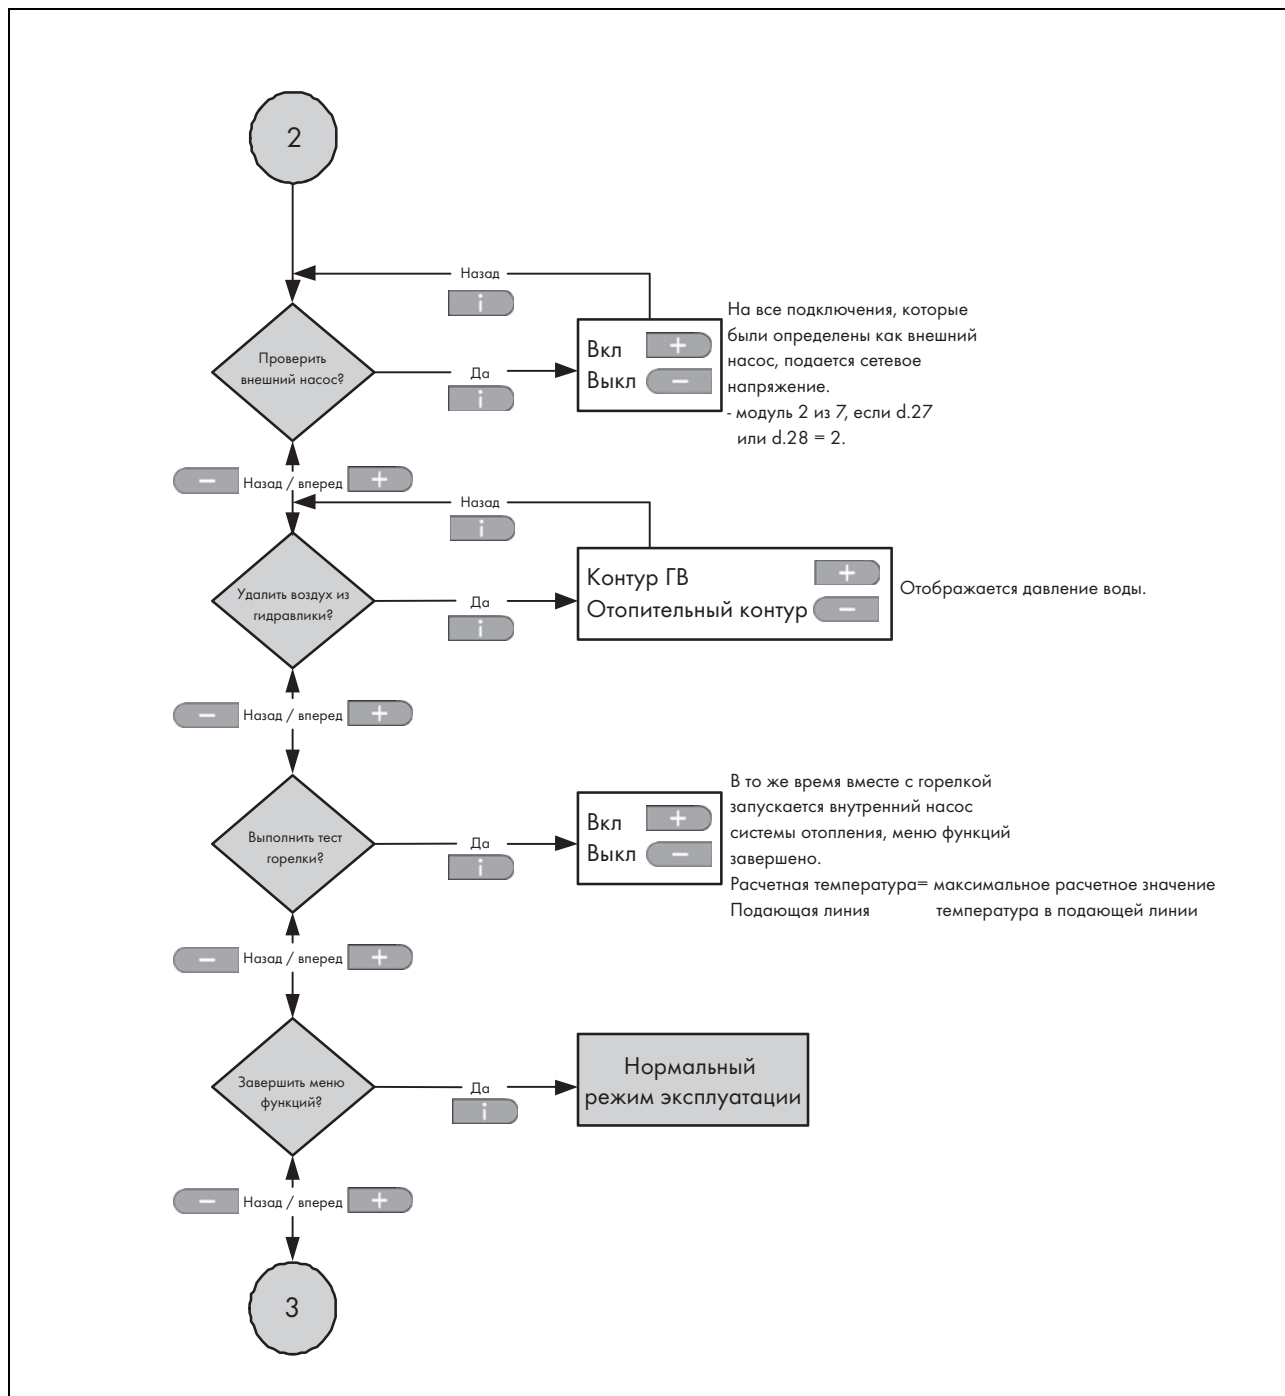 2
Назад
i
Проверить
внешний насос?
Да
i
Вкл +
Выкл −
На все подключения, которые
были определены как внешний
насос, подается сетевое
напряжение.
- модуль 2 из 7, если d.27
или d.28 = 2.
− Назад / вперед +
Назад
i
Удалить воздух из
гидравлики?
Да
i
Контур ГВ +
Отопительный контур −
Отображается давление воды.
− Назад / вперед +
Выполнить тест
горелки?
Да
i
Вкл +
Выкл −
В то же время вместе с горелкой
запускается внутренний насос
системы отопления, меню функций
завершено.
Расчетная температура= максимальное расчетное значение
Подающая линия температура в подающей линии
− Назад / вперед +
Завершить меню
функций?
Да
i
Нормальный
режим эксплуатации
− Назад / вперед +
3